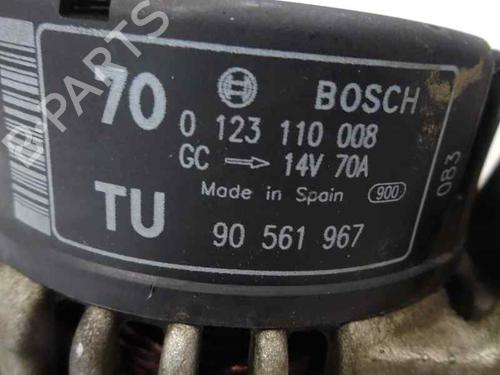 B-PARTS
70 BOSCH
0 123 110 008
GC 14V 70A
Made in Spain 900
TU 90 561 967
083